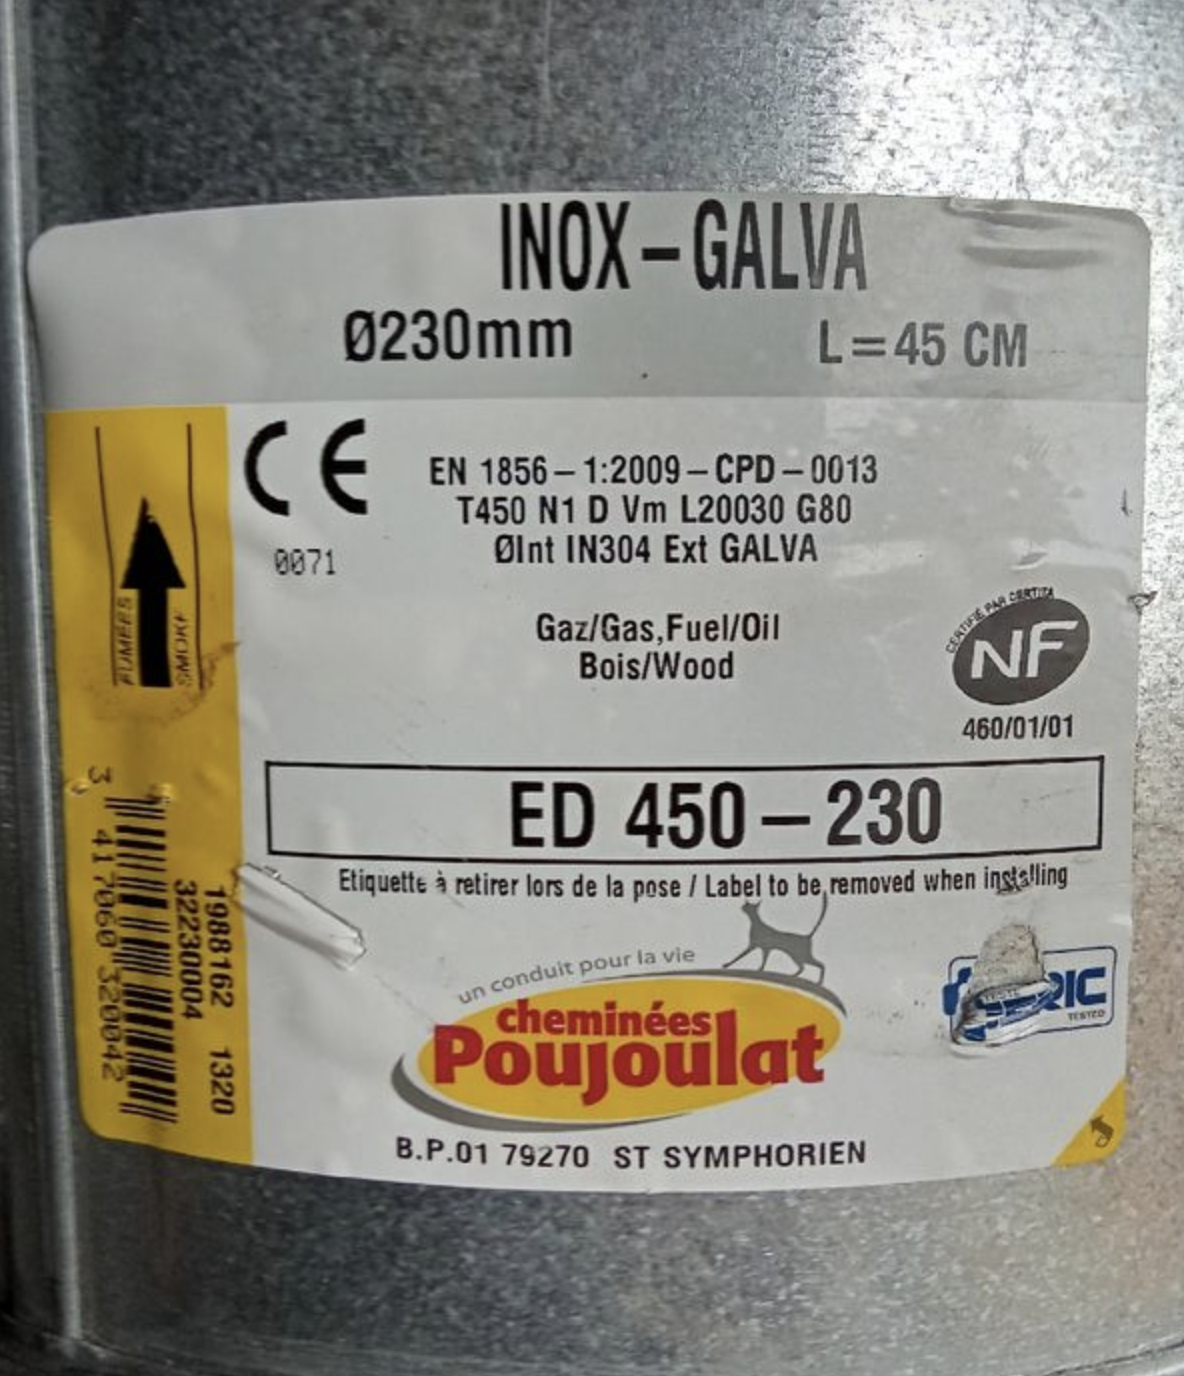 INOX-GALVA
Ø230mm L=45 CM
CE
0071
EN 1856-1:2009-CPD-0013
T450 N1 D Vm L20030 G80
ØInt IN304 Ext GALVA
Gaz/Gas,Fuel/Oil
Bois/Wood
FUMEES
SMOKE
CERTIFIÉ PAR CERTITA
NF
460/01/01
ED 450-230
Etiquette à retirer lors de la pose / Label to be removed when installing
1988162 1320
32230004
3 417060 320042
un conduit pour la vie
cheminées
Poujoulat
RIC
TESTED
B.P.01 79270 ST SYMPHORIEN